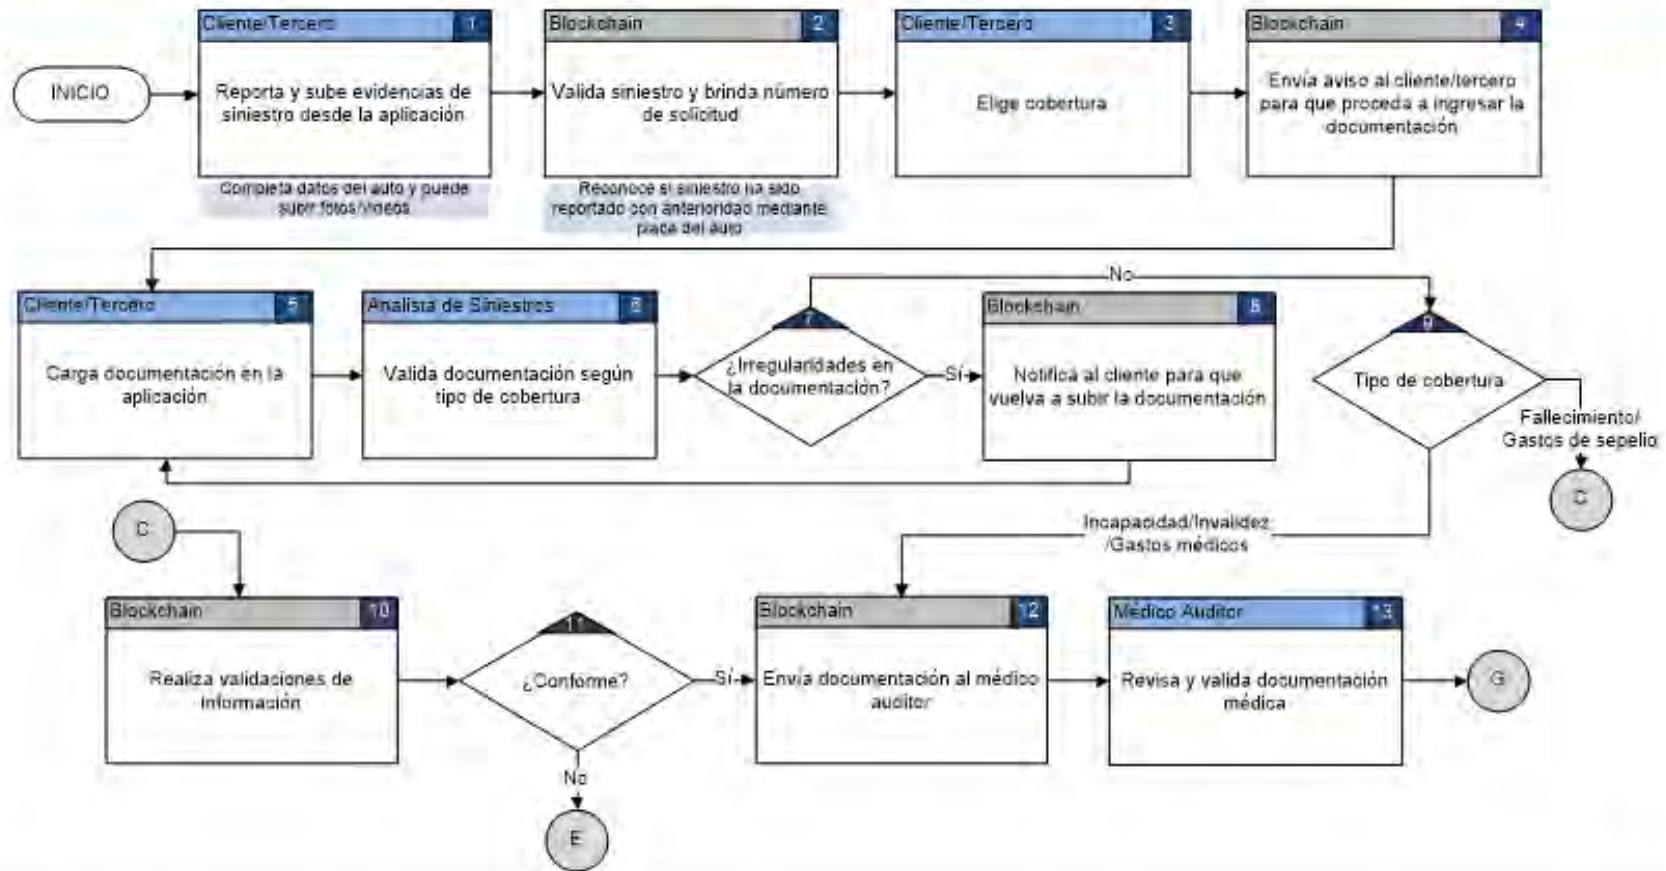 INICIO
Cliente/Tercero 1
Reporta y sube evidencias de
siniestro desde la aplicación
Completa datos del auto y puede
subir fotos/videos
Blockchain 2
Valida siniestro y brinda número
de solicitud
Reconoce si siniestro ha sido
reportado con anterioridad mediante
placa del auto
Cliente/Tercero 3
Elige cobertura
Blockchain 4
Envía aviso al cliente/tercero
para que proceda a ingresar la
documentación
Cliente/Tercero 5
Carga documentación en la
aplicación
Analista de Siniestros 6
Valida documentación según
tipo de cobertura
7
¿Irregularidades en
la documentación?
No
Sí
Blockchain 8
Notifica al cliente para que
vuelva a subir la documentación
9
Tipo de cobertura
Fallecimiento/
Gastos de sepelio
C
Incapacidad/Invalidez
/Gastos médicos
C
Blockchain 10
Realiza validaciones de
información
11
¿Conforme?
Sí
No
E
Blockchain 12
Envía documentación al médico
auditor
Médico Auditor 13
Revisa y valida documentación
médica
G